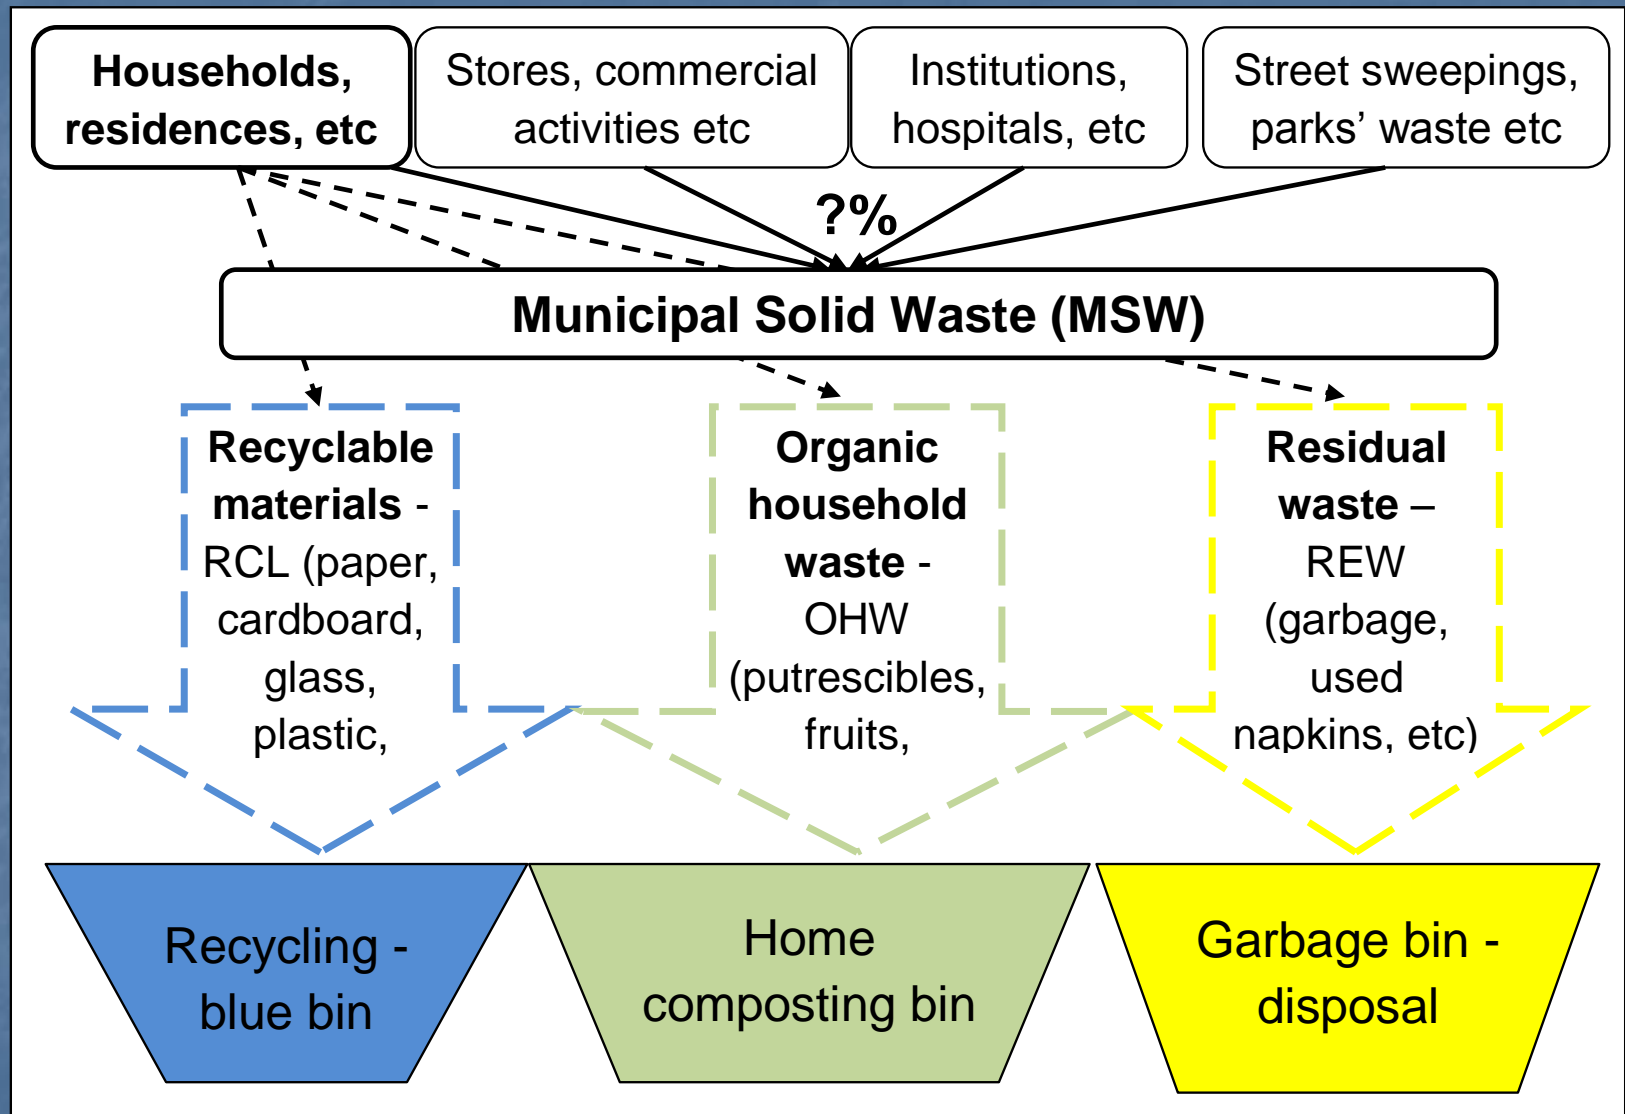 Households,
residences, etc
Stores, commercial
activities etc
Institutions,
hospitals, etc
Street sweepings,
parks’ waste etc
?%
Municipal Solid Waste (MSW)
Recyclable
materials -
RCL (paper,
cardboard,
glass,
plastic,
Organic
household
waste -
OHW
(putrescibles,
fruits,
Residual
waste –
REW
(garbage,
used
napkins, etc)
Recycling -
blue bin
Home
composting bin
Garbage bin -
disposal